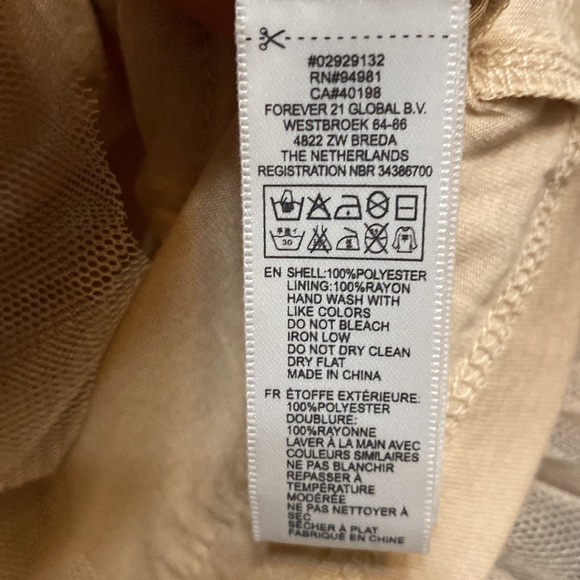 #02929132
RN#94981
CA#40198
FOREVER 21 GLOBAL B.V.
WESTBROEK 64-66
4822 ZW BREDA
THE NETHERLANDS
REGISTRATION NBR 34386700
30
EN SHELL:100%POLYESTER
LINING:100%RAYON
HAND WASH WITH
LIKE COLORS
DO NOT BLEACH
IRON LOW
DO NOT DRY CLEAN
DRY FLAT
MADE IN CHINA
FR ÉTOFFE EXTÉRIEURE:
100%POLYESTER
DOUBLURE:
100%RAYONNE
LAVER À LA MAIN AVEC
COULEURS SIMILAIRES
NE PAS BLANCHIR
REPASSER À
TEMPÉRATURE
MODÉRÉE
NE PAS NETTOYER À
SEC
SÉCHER À PLAT
FABRIQUÉ EN CHINE